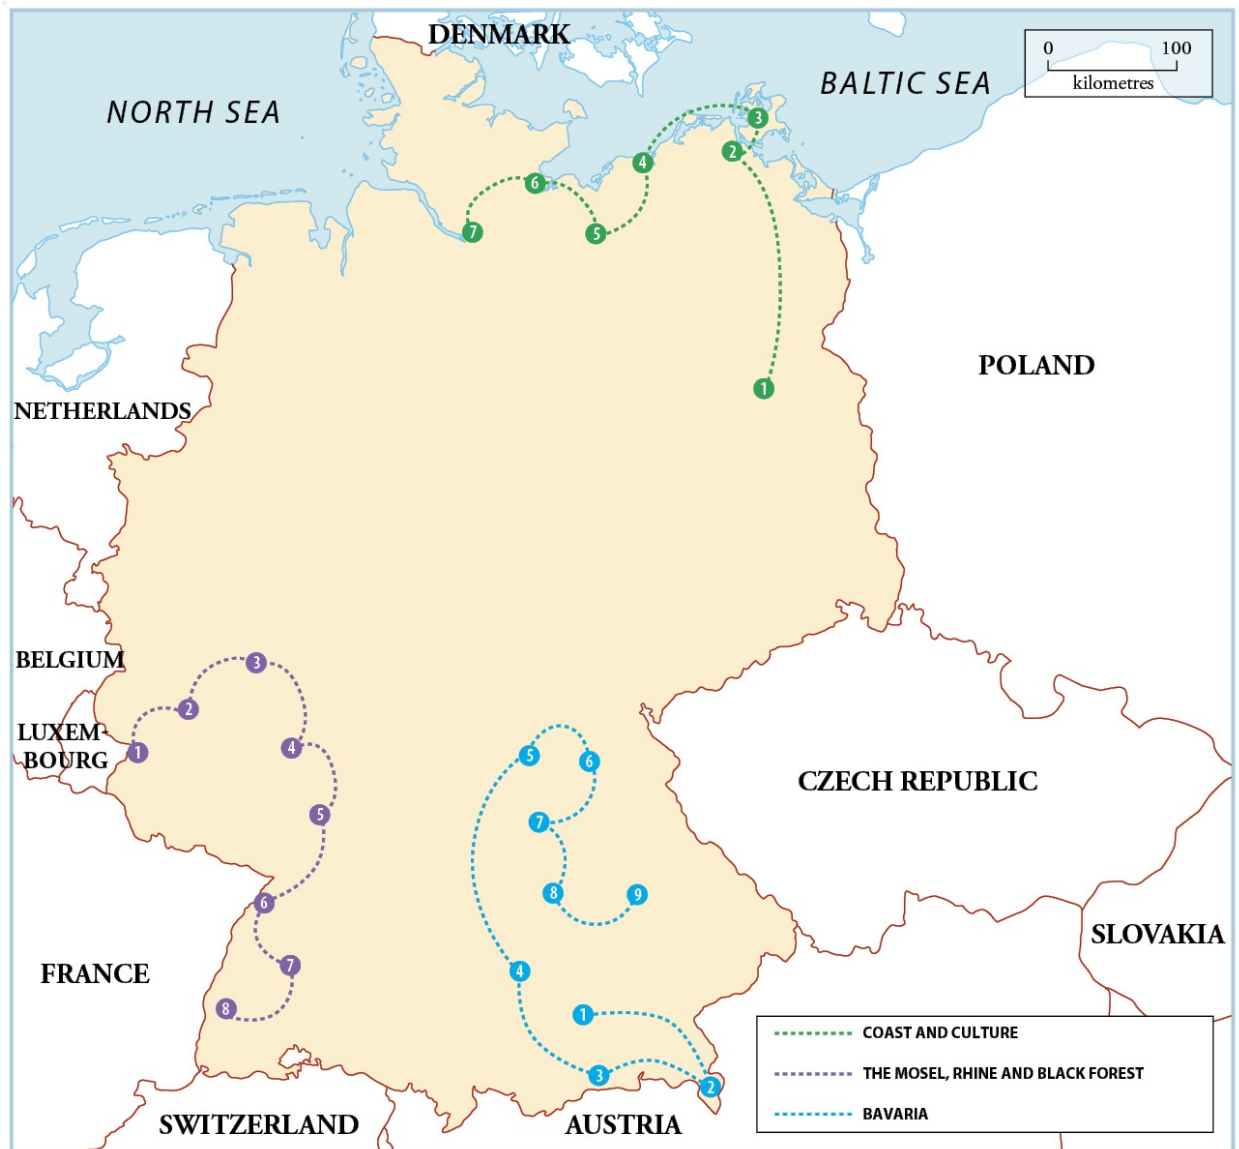 DENMARK
NORTH SEA
BALTIC SEA
0 100
kilometres
3
2
4
6
7
5
1
POLAND
NETHERLANDS
BELGIUM
LUXEM-
BOURG
3
2
1
4
5
6
7
8
5
6
7
8
9
4
1
3
2
CZECH REPUBLIC
SLOVAKIA
FRANCE
SWITZERLAND
AUSTRIA
COAST AND CULTURE
THE MOSEL, RHINE AND BLACK FOREST
BAVARIA